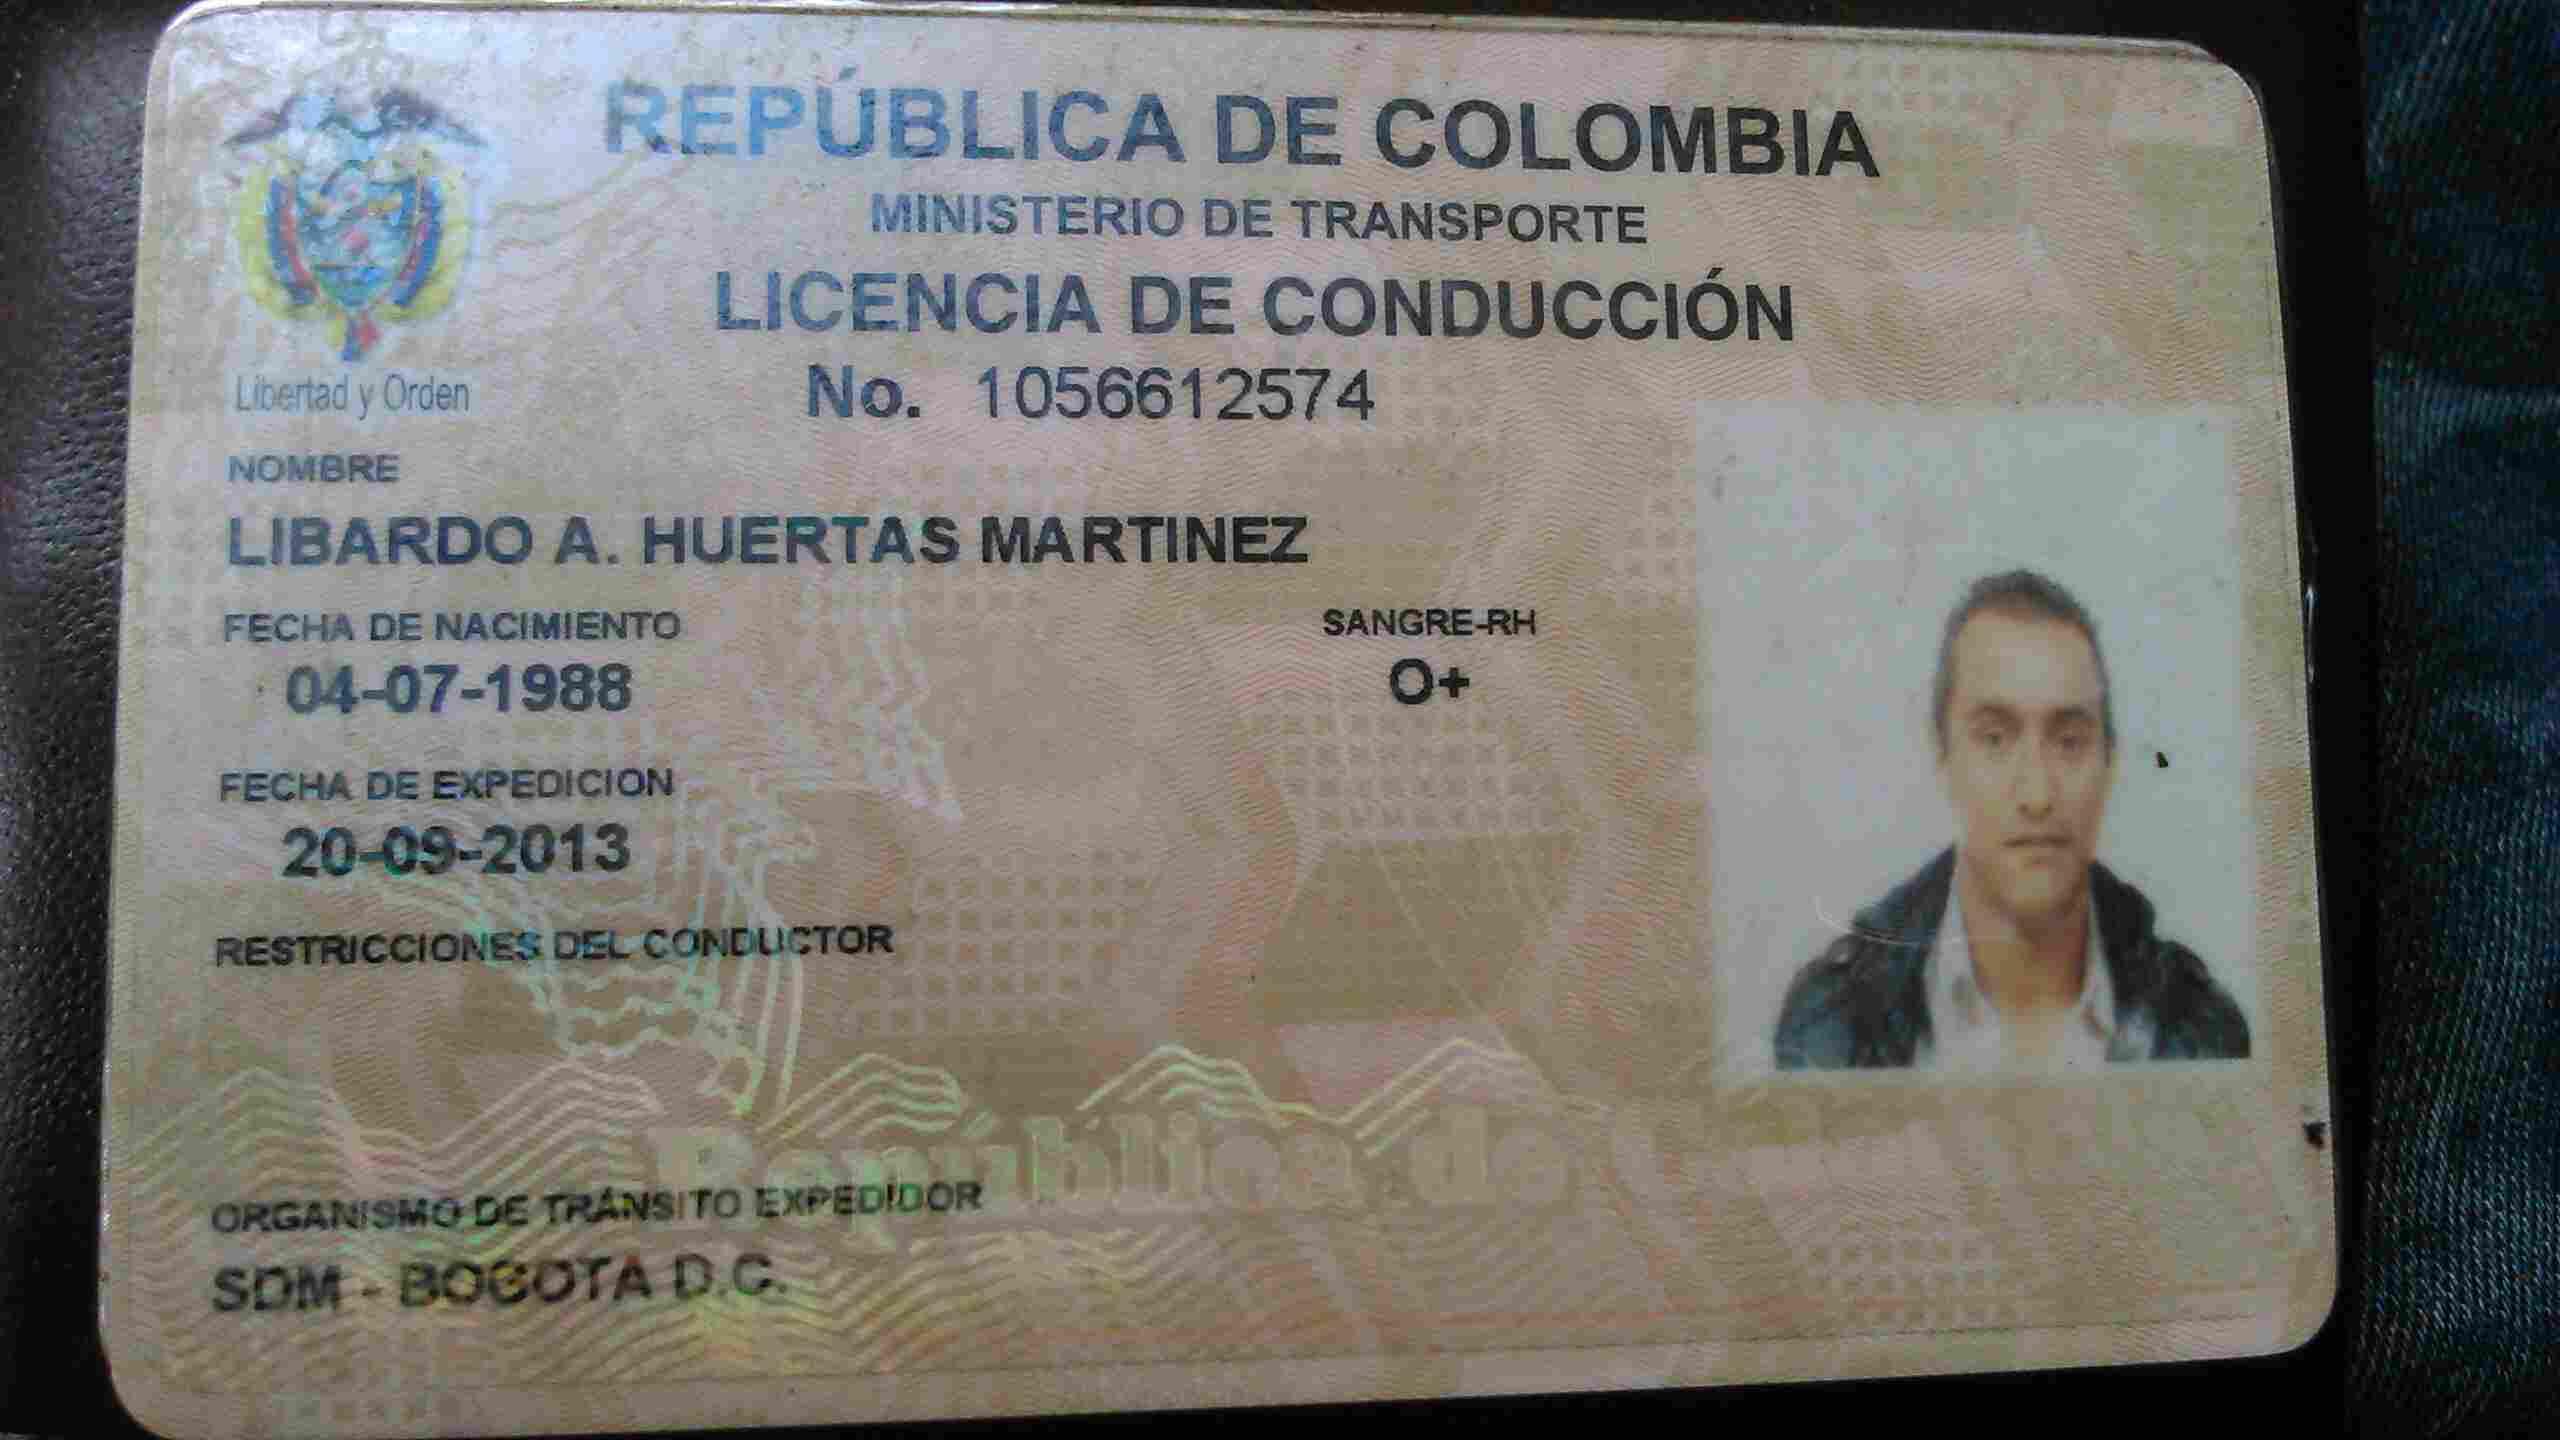 REPÚBLICA DE COLOMBIA
MINISTERIO DE TRANSPORTE
LICENCIA DE CONDUCCIÓN
No. 1056612574
Libertad y Orden
NOMBRE
LIBARDO A. HUERTAS MARTINEZ
FECHA DE NACIMIENTO
SANGRE-RH
04-07-1988
O+
FECHA DE EXPEDICION
20-09-2013
RESTRICCIONES DEL CONDUCTOR
República de
ORGANISMO DE TRÁNSITO EXPEDIDOR
SDM - BOGOTA D.C.